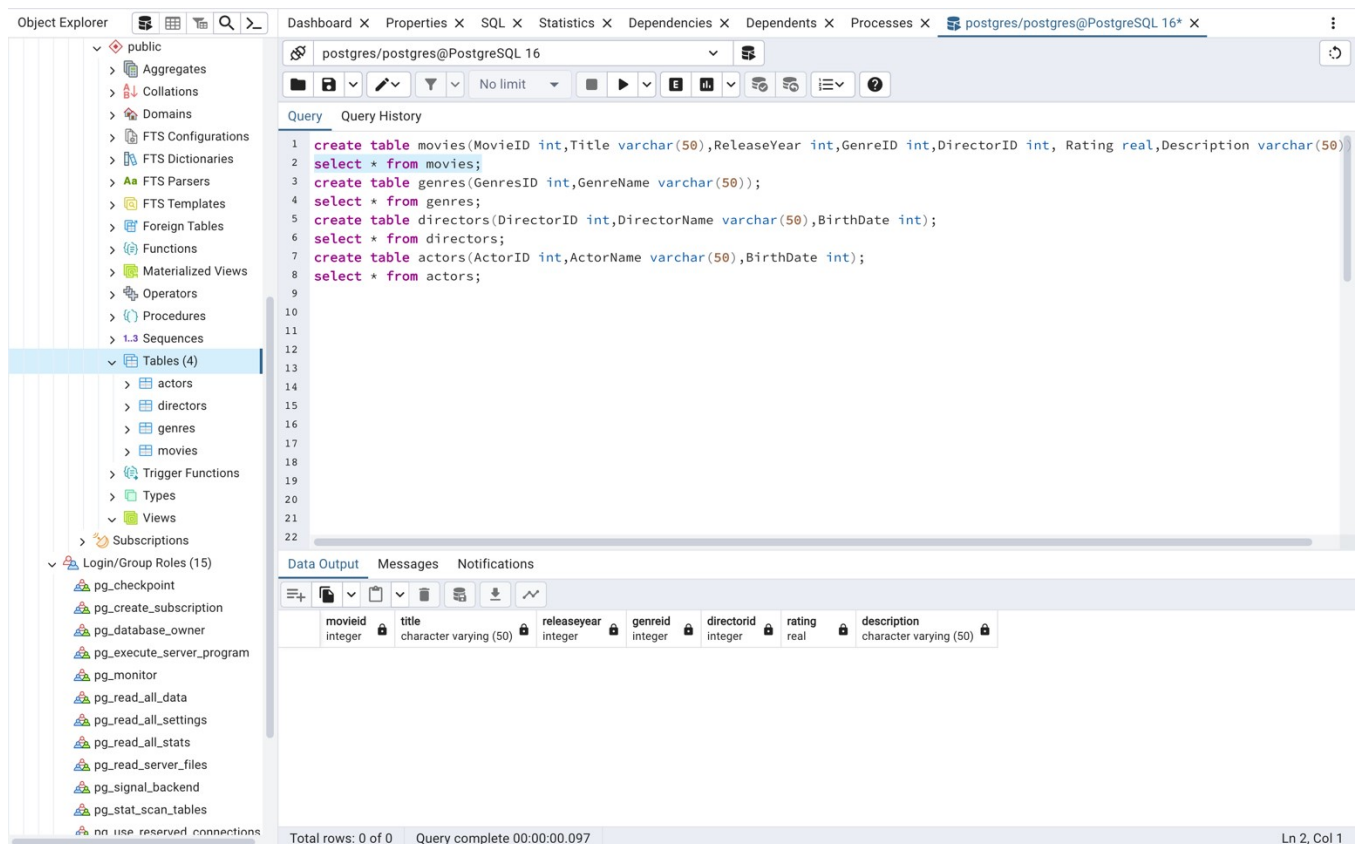 Object Explorer
Dashboard Properties SQL Statistics Dependencies Dependents Processes postgres/postgres@PostgreSQL 16*
public
Aggregates
Collations
Domains
FTS Configurations
FTS Dictionaries
Aa FTS Parsers
FTS Templates
Foreign Tables
Functions
Materialized Views
Operators
Procedures
1..3 Sequences
Tables (4)
actors
directors
genres
movies
Trigger Functions
Types
Views
Subscriptions
Login/Group Roles (15)
pg_checkpoint
pg_create_subscription
pg_database_owner
pg_execute_server_program
pg_monitor
pg_read_all_data
pg_read_all_settings
pg_read_all_stats
pg_read_server_files
pg_signal_backend
pg_stat_scan_tables
pg_use_reserved_connections
postgres/postgres@PostgreSQL 16
No limit
Query Query History
1 create table movies(MovieID int,Title varchar(50),ReleaseYear int,GenreID int,DirectorID int, Rating real,Description varchar(50)
2 select * from movies;
3 create table genres(GenresID int,GenreName varchar(50));
4 select * from genres;
5 create table directors(DirectorID int,DirectorName varchar(50),BirthDate int);
6 select * from directors;
7 create table actors(ActorID int,ActorName varchar(50),BirthDate int);
8 select * from actors;
9
10
11
12
13
14
15
16
17
18
19
20
21
22
Data Output Messages Notifications
movieid title releaseyear genreid directorid rating description
integer character varying (50) integer integer integer real character varying (50)
Total rows: 0 of 0 Query complete 00:00:00.097 Ln 2, Col 1